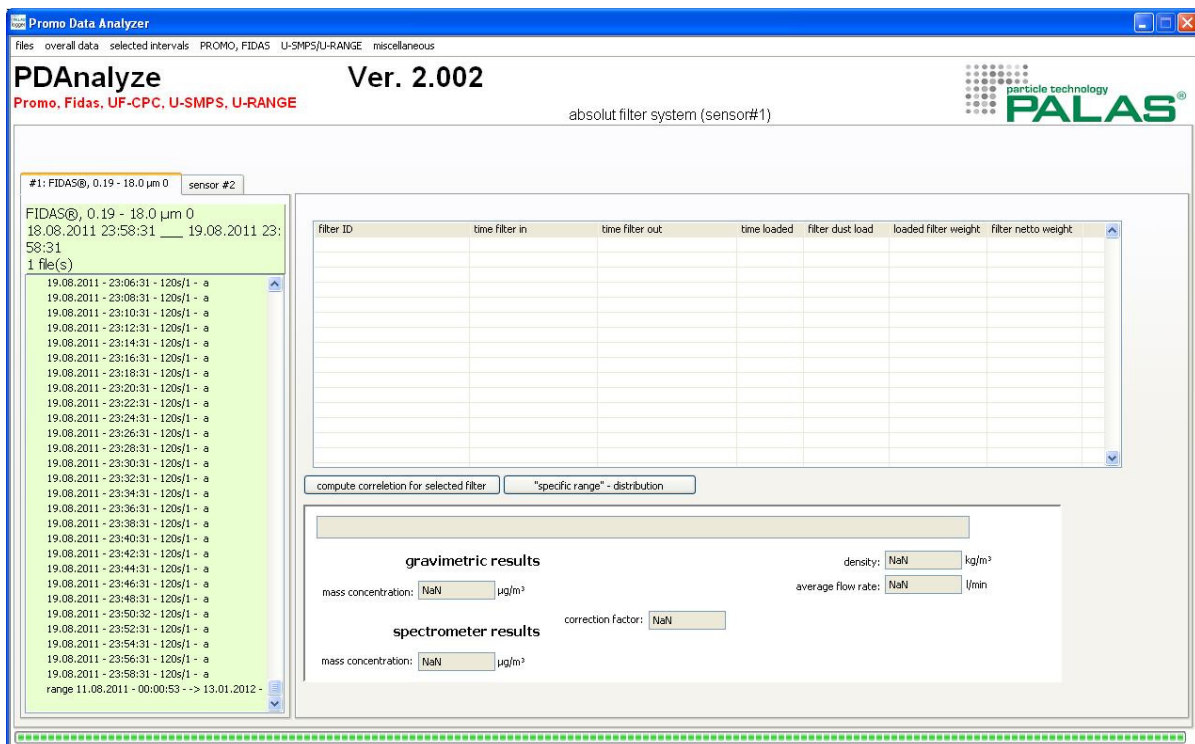 Promo Data Analyzer
files overall data selected intervals PROMO, FIDAS U-SMPS/U-RANGE miscellaneous
PDAnalyze Ver. 2.002
Promo, Fidas, UF-CPC, U-SMPS, U-RANGE
absolut filter system (sensor#1)
particle technology
PALAS®
#1: FIDAS®, 0.19 - 18.0 µm 0 sensor #2
FIDAS®, 0.19 - 18.0 µm 0
18.08.2011 23:58:31 ___ 19.08.2011 23:
58:31
1 file(s)
19.08.2011 - 23:06:31 - 120s/1 - a
19.08.2011 - 23:08:31 - 120s/1 - a
19.08.2011 - 23:10:31 - 120s/1 - a
19.08.2011 - 23:12:31 - 120s/1 - a
19.08.2011 - 23:14:31 - 120s/1 - a
19.08.2011 - 23:16:31 - 120s/1 - a
19.08.2011 - 23:18:31 - 120s/1 - a
19.08.2011 - 23:20:31 - 120s/1 - a
19.08.2011 - 23:22:31 - 120s/1 - a
19.08.2011 - 23:24:31 - 120s/1 - a
19.08.2011 - 23:26:31 - 120s/1 - a
19.08.2011 - 23:28:31 - 120s/1 - a
19.08.2011 - 23:30:31 - 120s/1 - a
19.08.2011 - 23:32:31 - 120s/1 - a
19.08.2011 - 23:34:31 - 120s/1 - a
19.08.2011 - 23:36:31 - 120s/1 - a
19.08.2011 - 23:38:31 - 120s/1 - a
19.08.2011 - 23:40:31 - 120s/1 - a
19.08.2011 - 23:42:31 - 120s/1 - a
19.08.2011 - 23:44:31 - 120s/1 - a
19.08.2011 - 23:46:31 - 120s/1 - a
19.08.2011 - 23:48:31 - 120s/1 - a
19.08.2011 - 23:50:32 - 120s/1 - a
19.08.2011 - 23:52:31 - 120s/1 - a
19.08.2011 - 23:54:31 - 120s/1 - a
19.08.2011 - 23:56:31 - 120s/1 - a
19.08.2011 - 23:58:31 - 120s/1 - a
range 11.08.2011 - 00:00:53 - -> 13.01.2012 -
filter ID time filter in time filter out time loaded filter dust load loaded filter weight filter netto weight
compute correletion for selected filter "specific range" - distribution
gravimetric results
density: NaN kg/m³
mass concentration: NaN µg/m³
average flow rate: NaN l/min
correction factor: NaN
spectrometer results
mass concentration: NaN µg/m³